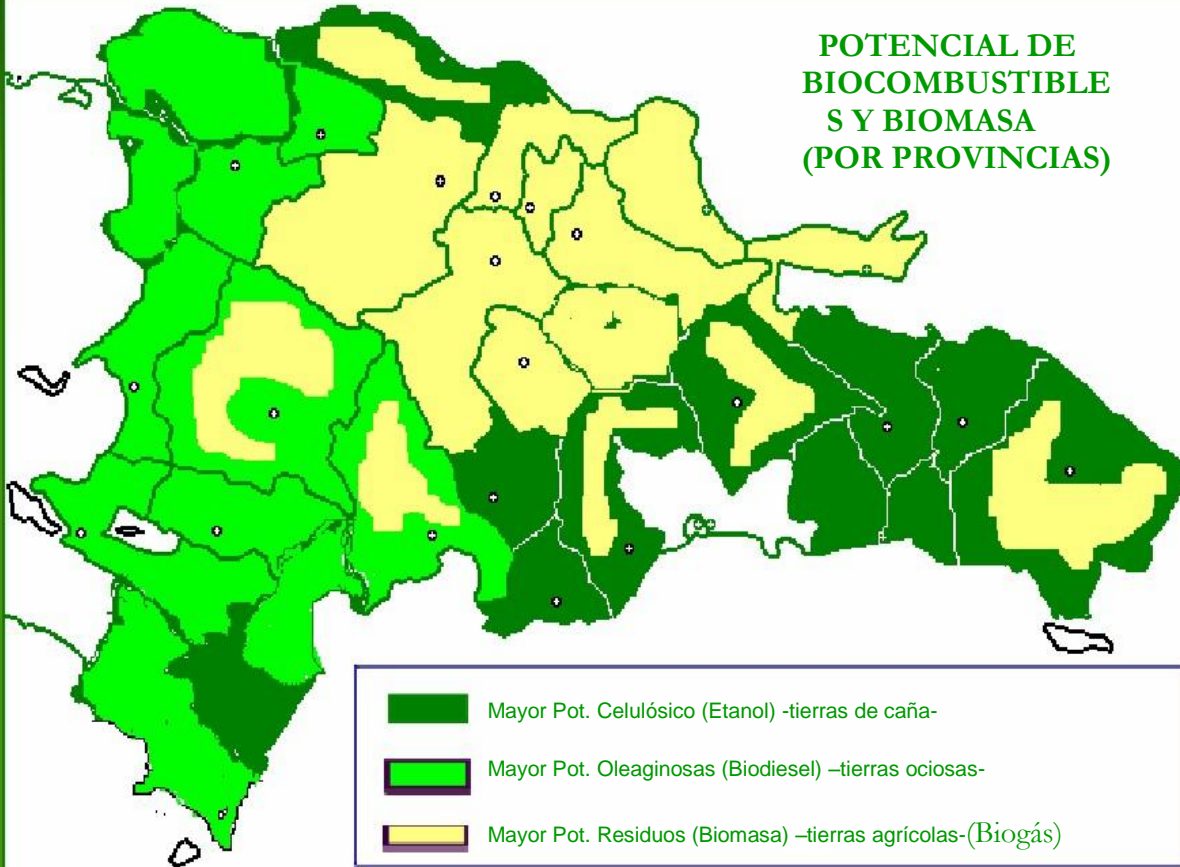 POTENCIAL DE
BIOCOMBUSTIBLE
S Y BIOMASA
(POR PROVINCIAS)
Mayor Pot. Celulósico (Etanol) -tierras de caña-
Mayor Pot. Oleaginosas (Biodiesel) –tierras ociosas-
Mayor Pot. Residuos (Biomasa) –tierras agrícolas-(Biogás)